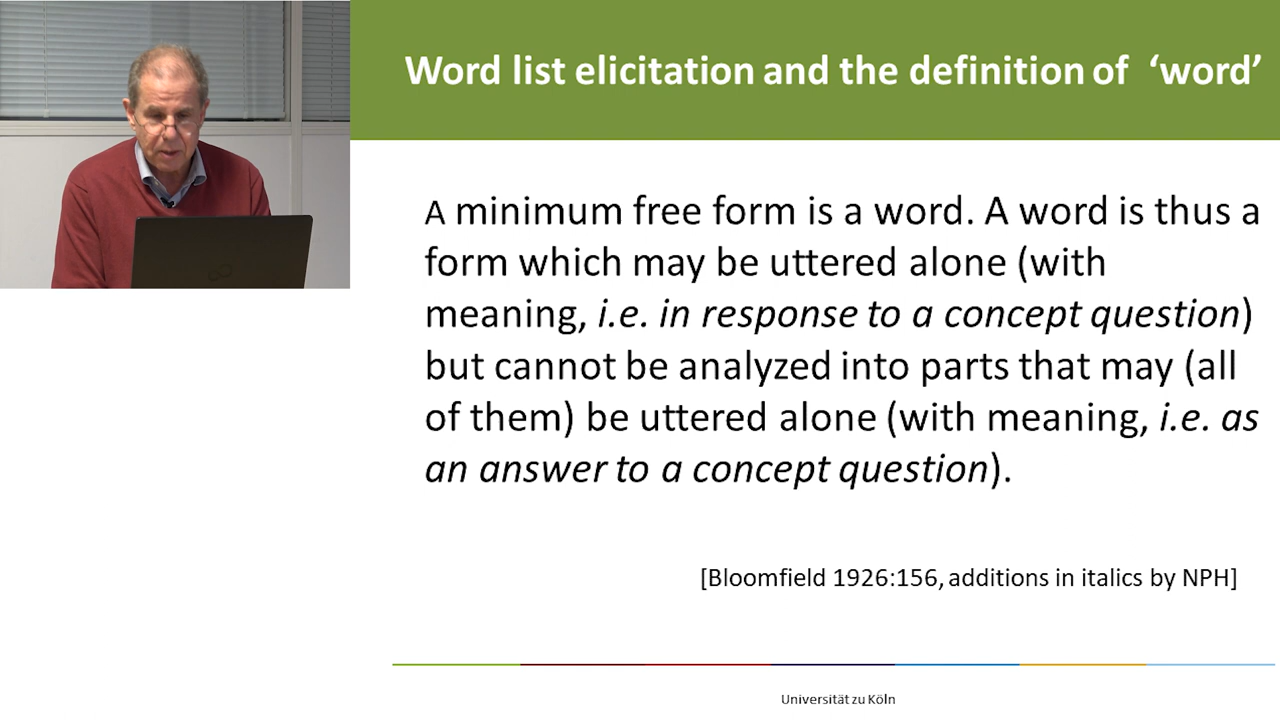 Word list elicitation and the definition of ‘word’
A minimum free form is a word. A word is thus a
form which may be uttered alone (with
meaning, i.e. in response to a concept question)
but cannot be analyzed into parts that may (all
of them) be uttered alone (with meaning, i.e. as
an answer to a concept question).
[Bloomfield 1926:156, additions in italics by NPH]
Universität zu Köln